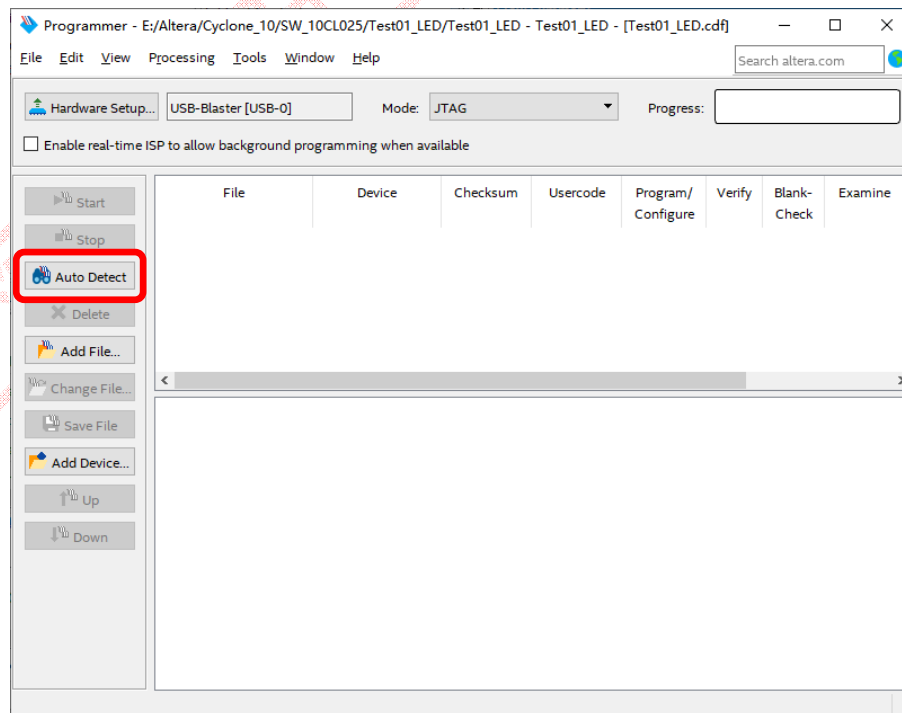 Programmer - E:/Altera/Cyclone_10/SW_10CL025/Test01_LED/Test01_LED - Test01_LED - [Test01_LED.cdf]
File Edit View Processing Tools Window Help
Search altera.com
Hardware Setup... USB-Blaster [USB-0] Mode: JTAG Progress:
Enable real-time ISP to allow background programming when available
File Device Checksum Usercode Program/ Verify Blank- Examine
Configure Check
Start
Stop
Auto Detect
Delete
Add File...
Change File...
Save File
Add Device...
Up
Down